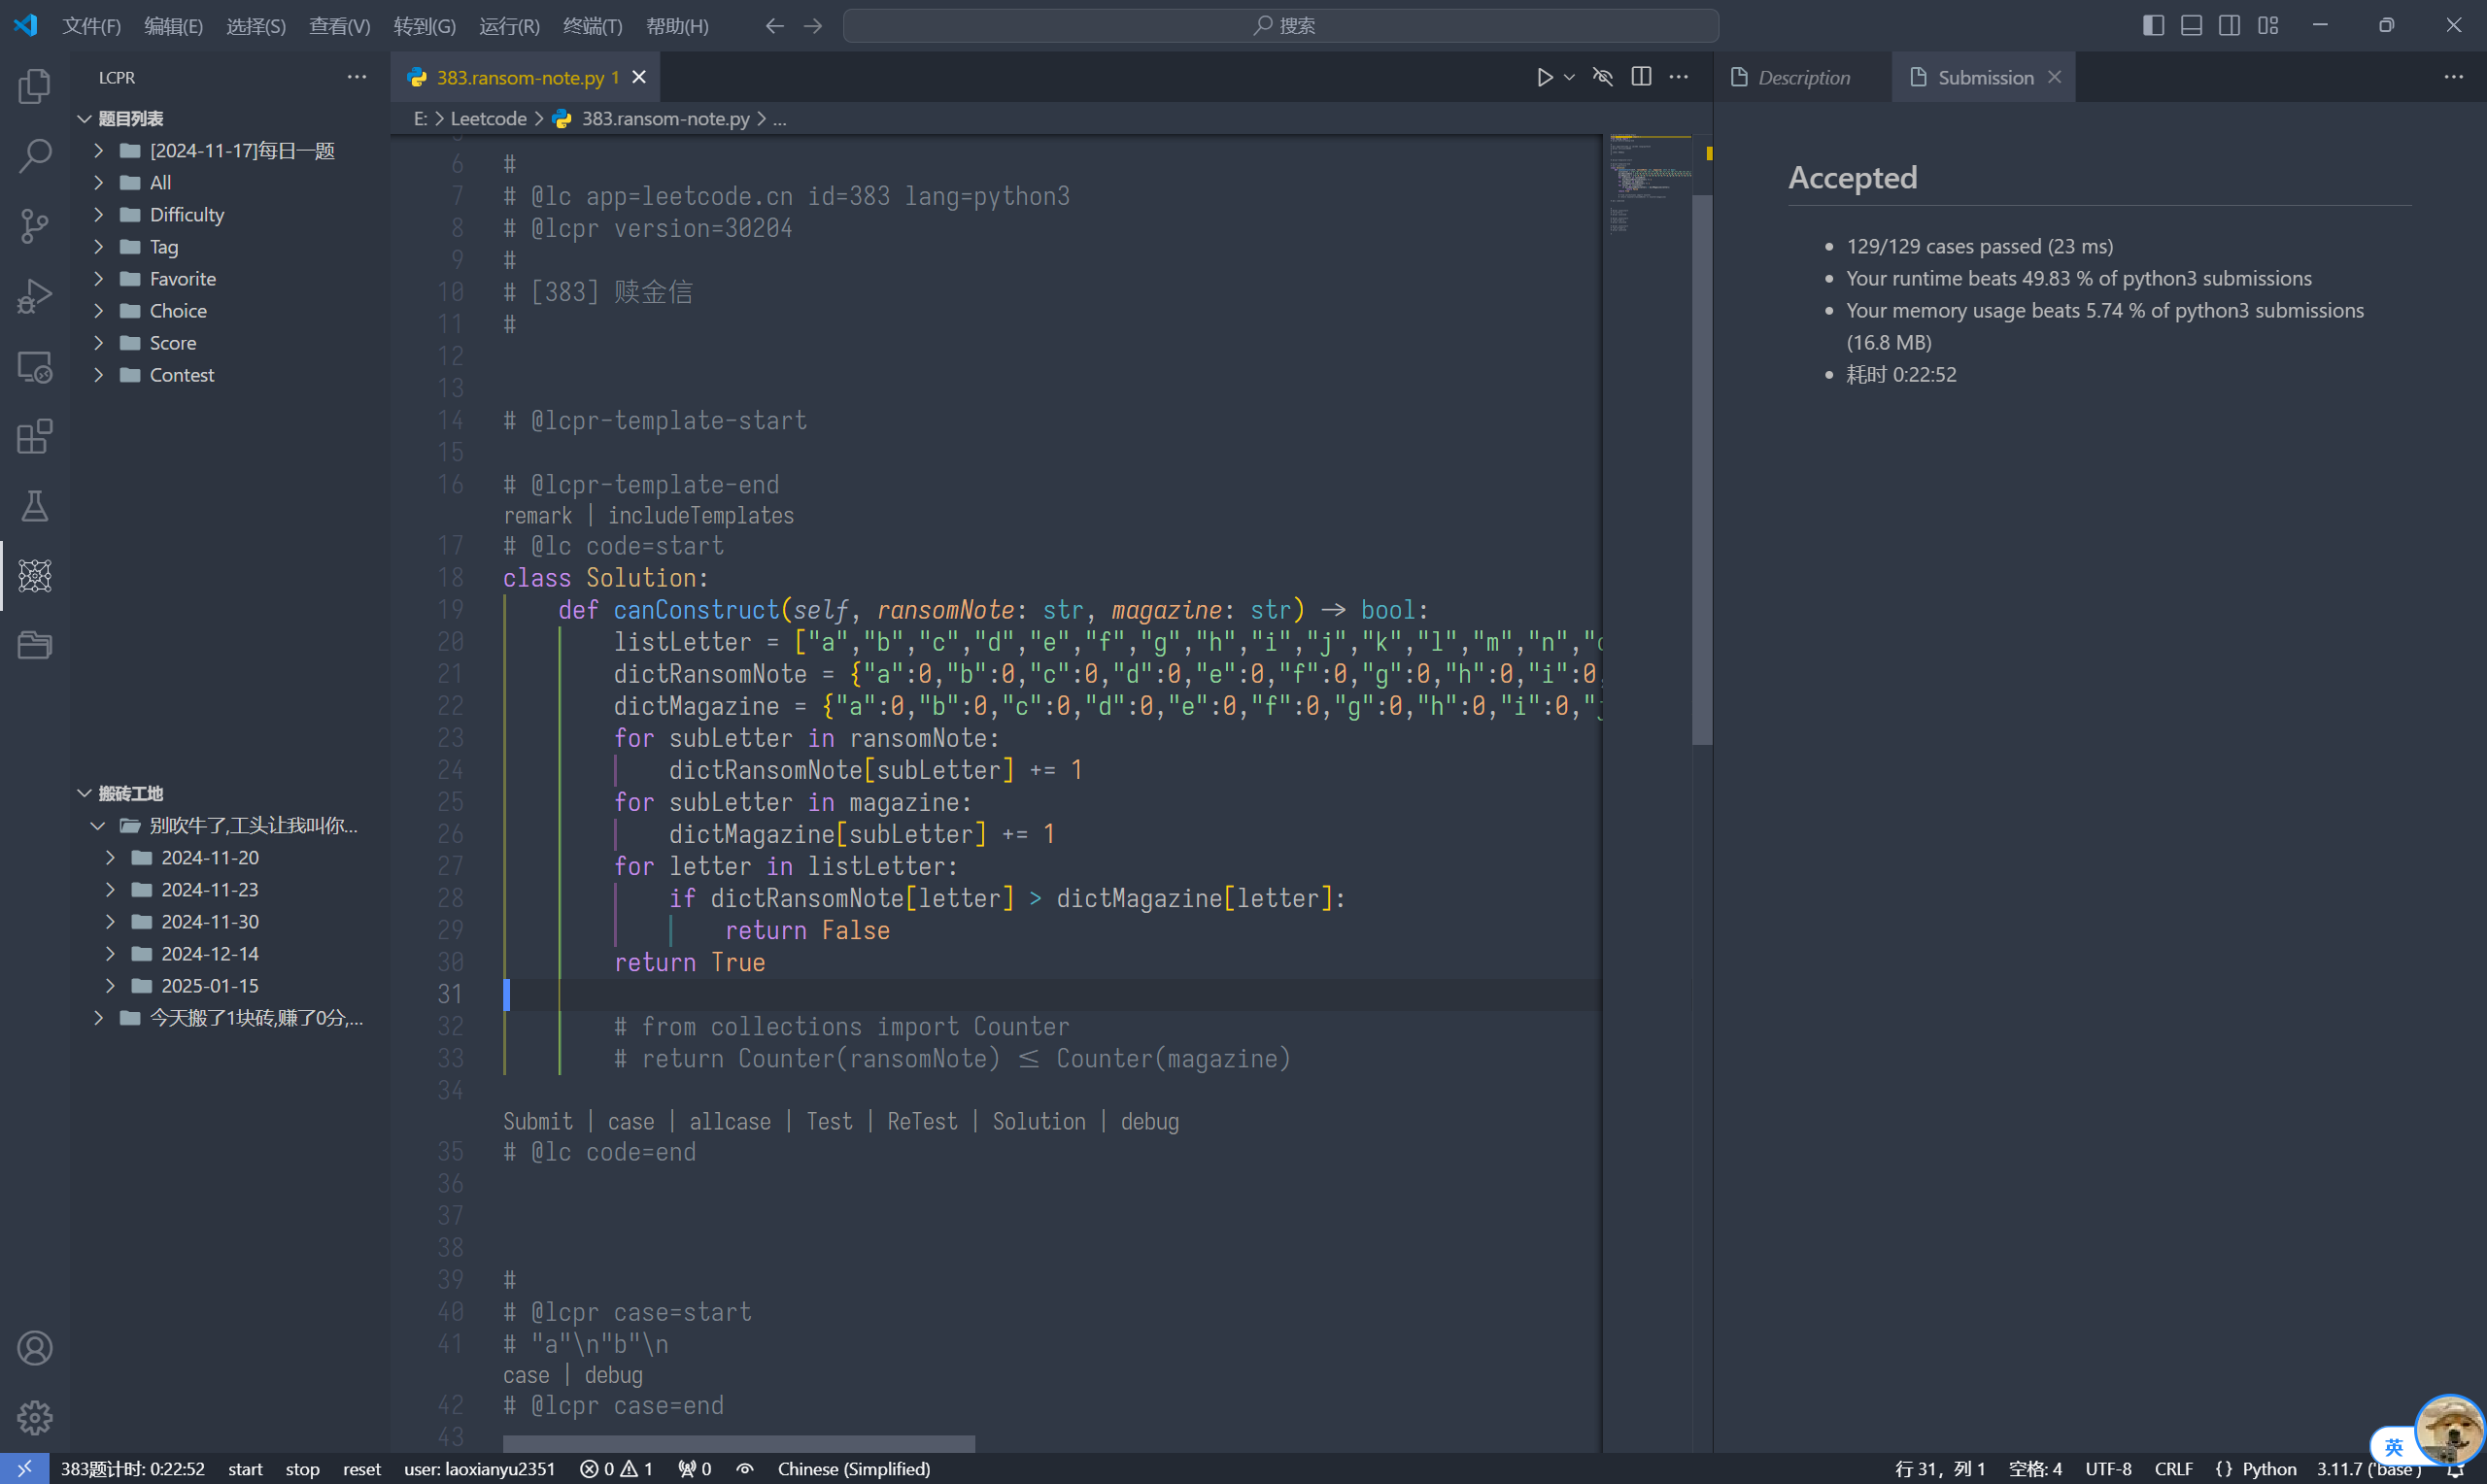 文件(F) 编辑(E) 选择(S) 查看(V) 转到(G) 运行(R) 终端(T) 帮助(H) 搜索
LCPR
题目列表
[2024-11-17]每日一题
All
Difficulty
Tag
Favorite
Choice
Score
Contest
搬砖工地
别吹牛了,工头让我叫你...
2024-11-20
2024-11-23
2024-11-30
2024-12-14
2025-01-15
今天搬了1块砖,赚了0分,...
383.ransom-note.py 1
E: > Leetcode > 383.ransom-note.py > ...
6 #
7 # @lc app=leetcode.cn id=383 lang=python3
8 # @lcpr version=30204
9 #
10 # [383] 赎金信
11 #
12
13
14 # @lcpr-template-start
15
16 # @lcpr-template-end
remark | includeTemplates
17 # @lc code=start
18 class Solution:
19 def canConstruct(self, ransomNote: str, magazine: str) -> bool:
20 listLetter = ["a","b","c","d","e","f","g","h","i","j","k","l","m","n",
21 dictRansomNote = {"a":0,"b":0,"c":0,"d":0,"e":0,"f":0,"g":0,"h":0,"i":0,
22 dictMagazine = {"a":0,"b":0,"c":0,"d":0,"e":0,"f":0,"g":0,"h":0,"i":0,"j
23 for subLetter in ransomNote:
24 dictRansomNote[subLetter] += 1
25 for subLetter in magazine:
26 dictMagazine[subLetter] += 1
27 for letter in listLetter:
28 if dictRansomNote[letter] > dictMagazine[letter]:
29 return False
30 return True
31
32 # from collections import Counter
33 # return Counter(ransomNote) ≤ Counter(magazine)
34
Submit | case | allcase | Test | ReTest | Solution | debug
35 # @lc code=end
36
37
38
39 #
40 # @lcpr case=start
41 # "a"\n"b"\n
case | debug
42 # @lcpr case=end
43
Description
Submission
Accepted
• 129/129 cases passed (23 ms)
• Your runtime beats 49.83 % of python3 submissions
• Your memory usage beats 5.74 % of python3 submissions
(16.8 MB)
• 耗时 0:22:52
英
383题计时: 0:22:52 start stop reset user: laoxianyu2351 0 1 0 Chinese (Simplified) 行 31, 列 1 空格: 4 UTF-8 CRLF {} Python 3.11.7 ('base')